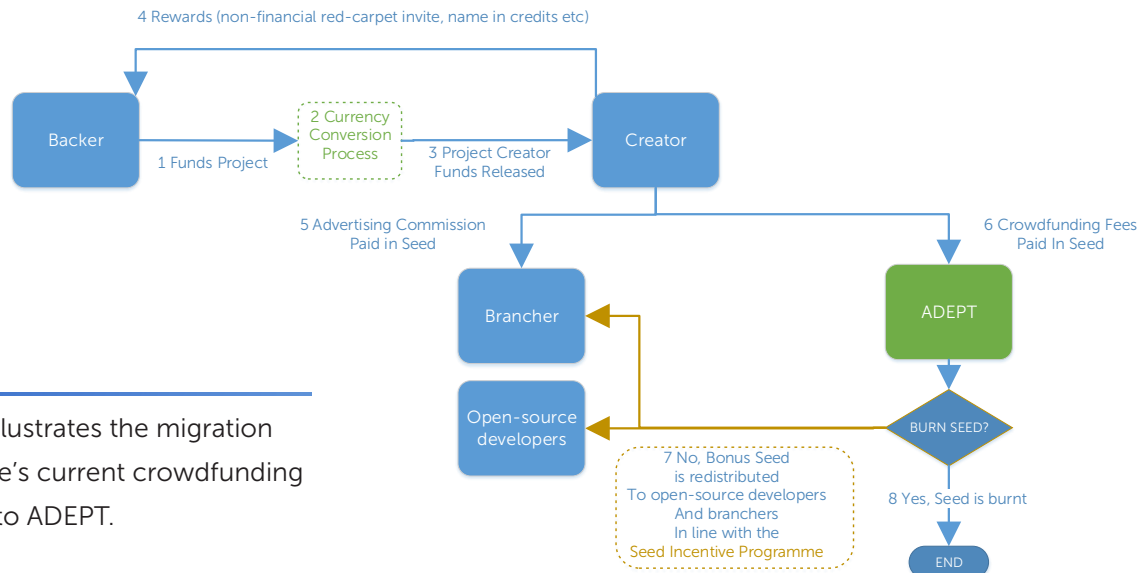 4 Rewards (non-financial red-carpet invite, name in credits etc)
Backer
1 Funds Project
2 Currency
Conversion
Process
3 Project Creator
Funds Released
Creator
5 Advertising Commission
Paid in Seed
6 Crowdfunding Fees
Paid In Seed
Brancher
ADEPT
Open-source
developers
BURN SEED?
7 No, Bonus Seed
is redistributed
To open-source developers
And branchers
In line with the
Seed Incentive Programme
8 Yes, Seed is burnt
END
llustrates the migration
e's current crowdfunding
to ADEPT.